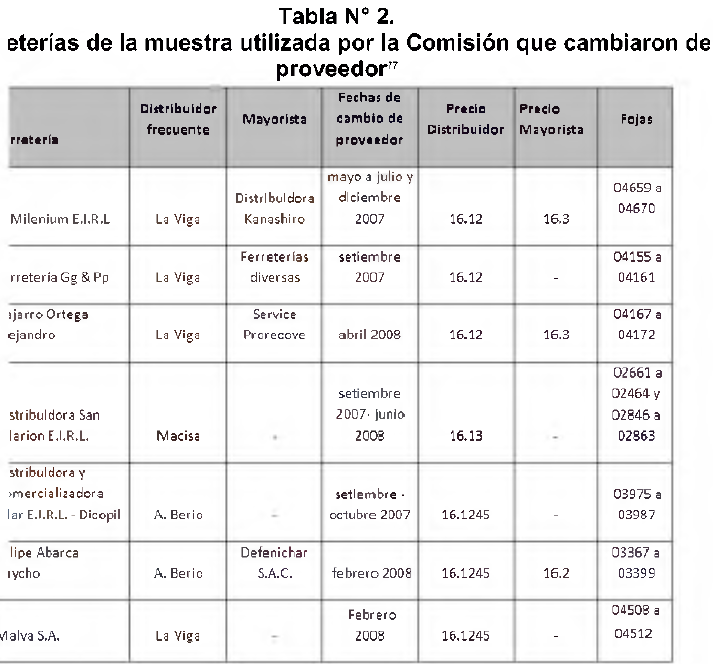 Tabla N° 2.
eterías de la muestra utilizada por la Comisión que cambiaron de
proveedor77
rretería Distribuidor frecuente Mayorista Fechas de cambio de proveedor Precio Distribuidor Precio Mayorista Fojas
Milenium E.I.R.L La Viga Distribuidora Kanashiro mayo a julio y diciembre 2007 16.12 16.3 04659 a 04670
rretería Gg & Pp La Viga Ferreterías diversas setiembre 2007 16.12 - 04155 a 04161
ajarro Ortega ejandro La Viga Service Prorecove abril 2008 16.12 16.3 04167 a 04172
stribuidora San larion E.I.R.L. Macisa - setiembre 2007- junio 2008 16.13 - 02661 a 02464 y 02846 a 02863
stribuidora y omercializadora lar E.I.R.L. - Dicopil A. Berio - setiembre - octubre 2007 16.1245 - 03975 a 03987
lipe Abarca rycho A. Berio Defenichar S.A.C. febrero 2008 16.1245 16.2 03367 a 03399
Malva S.A. La Viga - Febrero 2008 16.1245 - 04508 a 04512